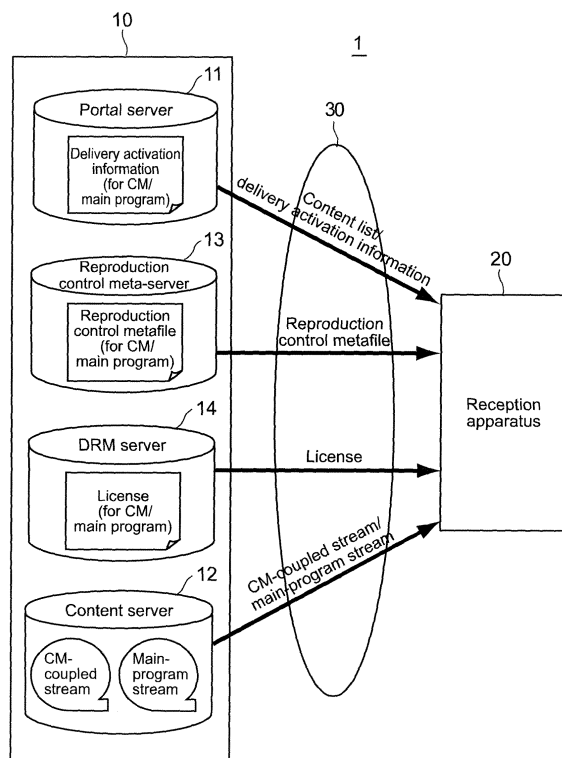 10
1
11
Portal server
Delivery activation
information
(for CM/
main program)
30
Content list/
delivery activation information
13
Reproduction
control meta-server
Reproduction
control metafile
(for CM/
main program)
Reproduction
control metafile
20
Reception
apparatus
14
DRM server
License
(for CM/
main program)
License
12
Content server
CM-
coupled
stream
Main-
program
stream
CM-coupled stream/
main-program stream